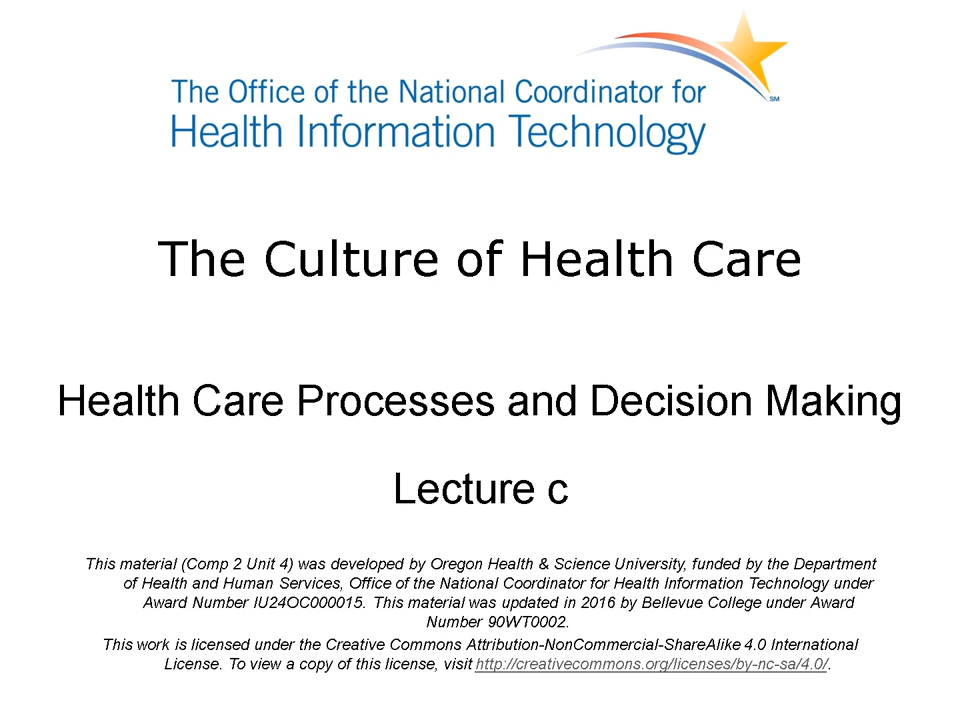 The Office of the National Coordinator for
Health Information Technology
SM
The Culture of Health Care
Health Care Processes and Decision Making
Lecture c
This material (Comp 2 Unit 4) was developed by Oregon Health & Science University, funded by the Department
of Health and Human Services, Office of the National Coordinator for Health Information Technology under
Award Number IU24OC000015. This material was updated in 2016 by Bellevue College under Award
Number 90WT0002.
This work is licensed under the Creative Commons Attribution-NonCommercial-ShareAlike 4.0 International
License. To view a copy of this license, visit http://creativecommons.org/licenses/by-nc-sa/4.0/.